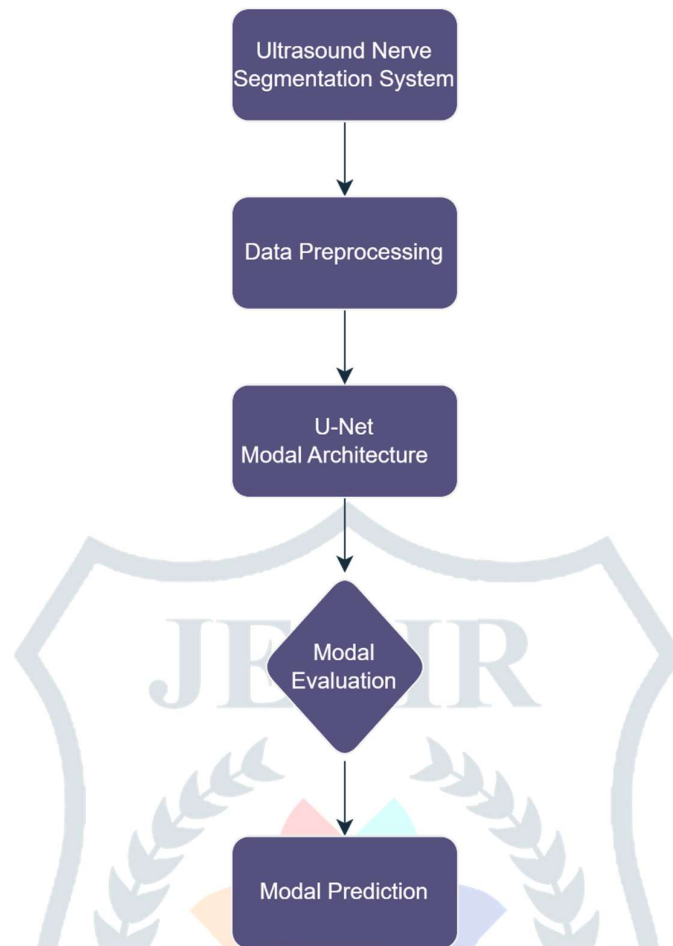 Ultrasound Nerve
Segmentation System
Data Preprocessing
U-Net
Modal Architecture
Modal
Evaluation
Modal Prediction